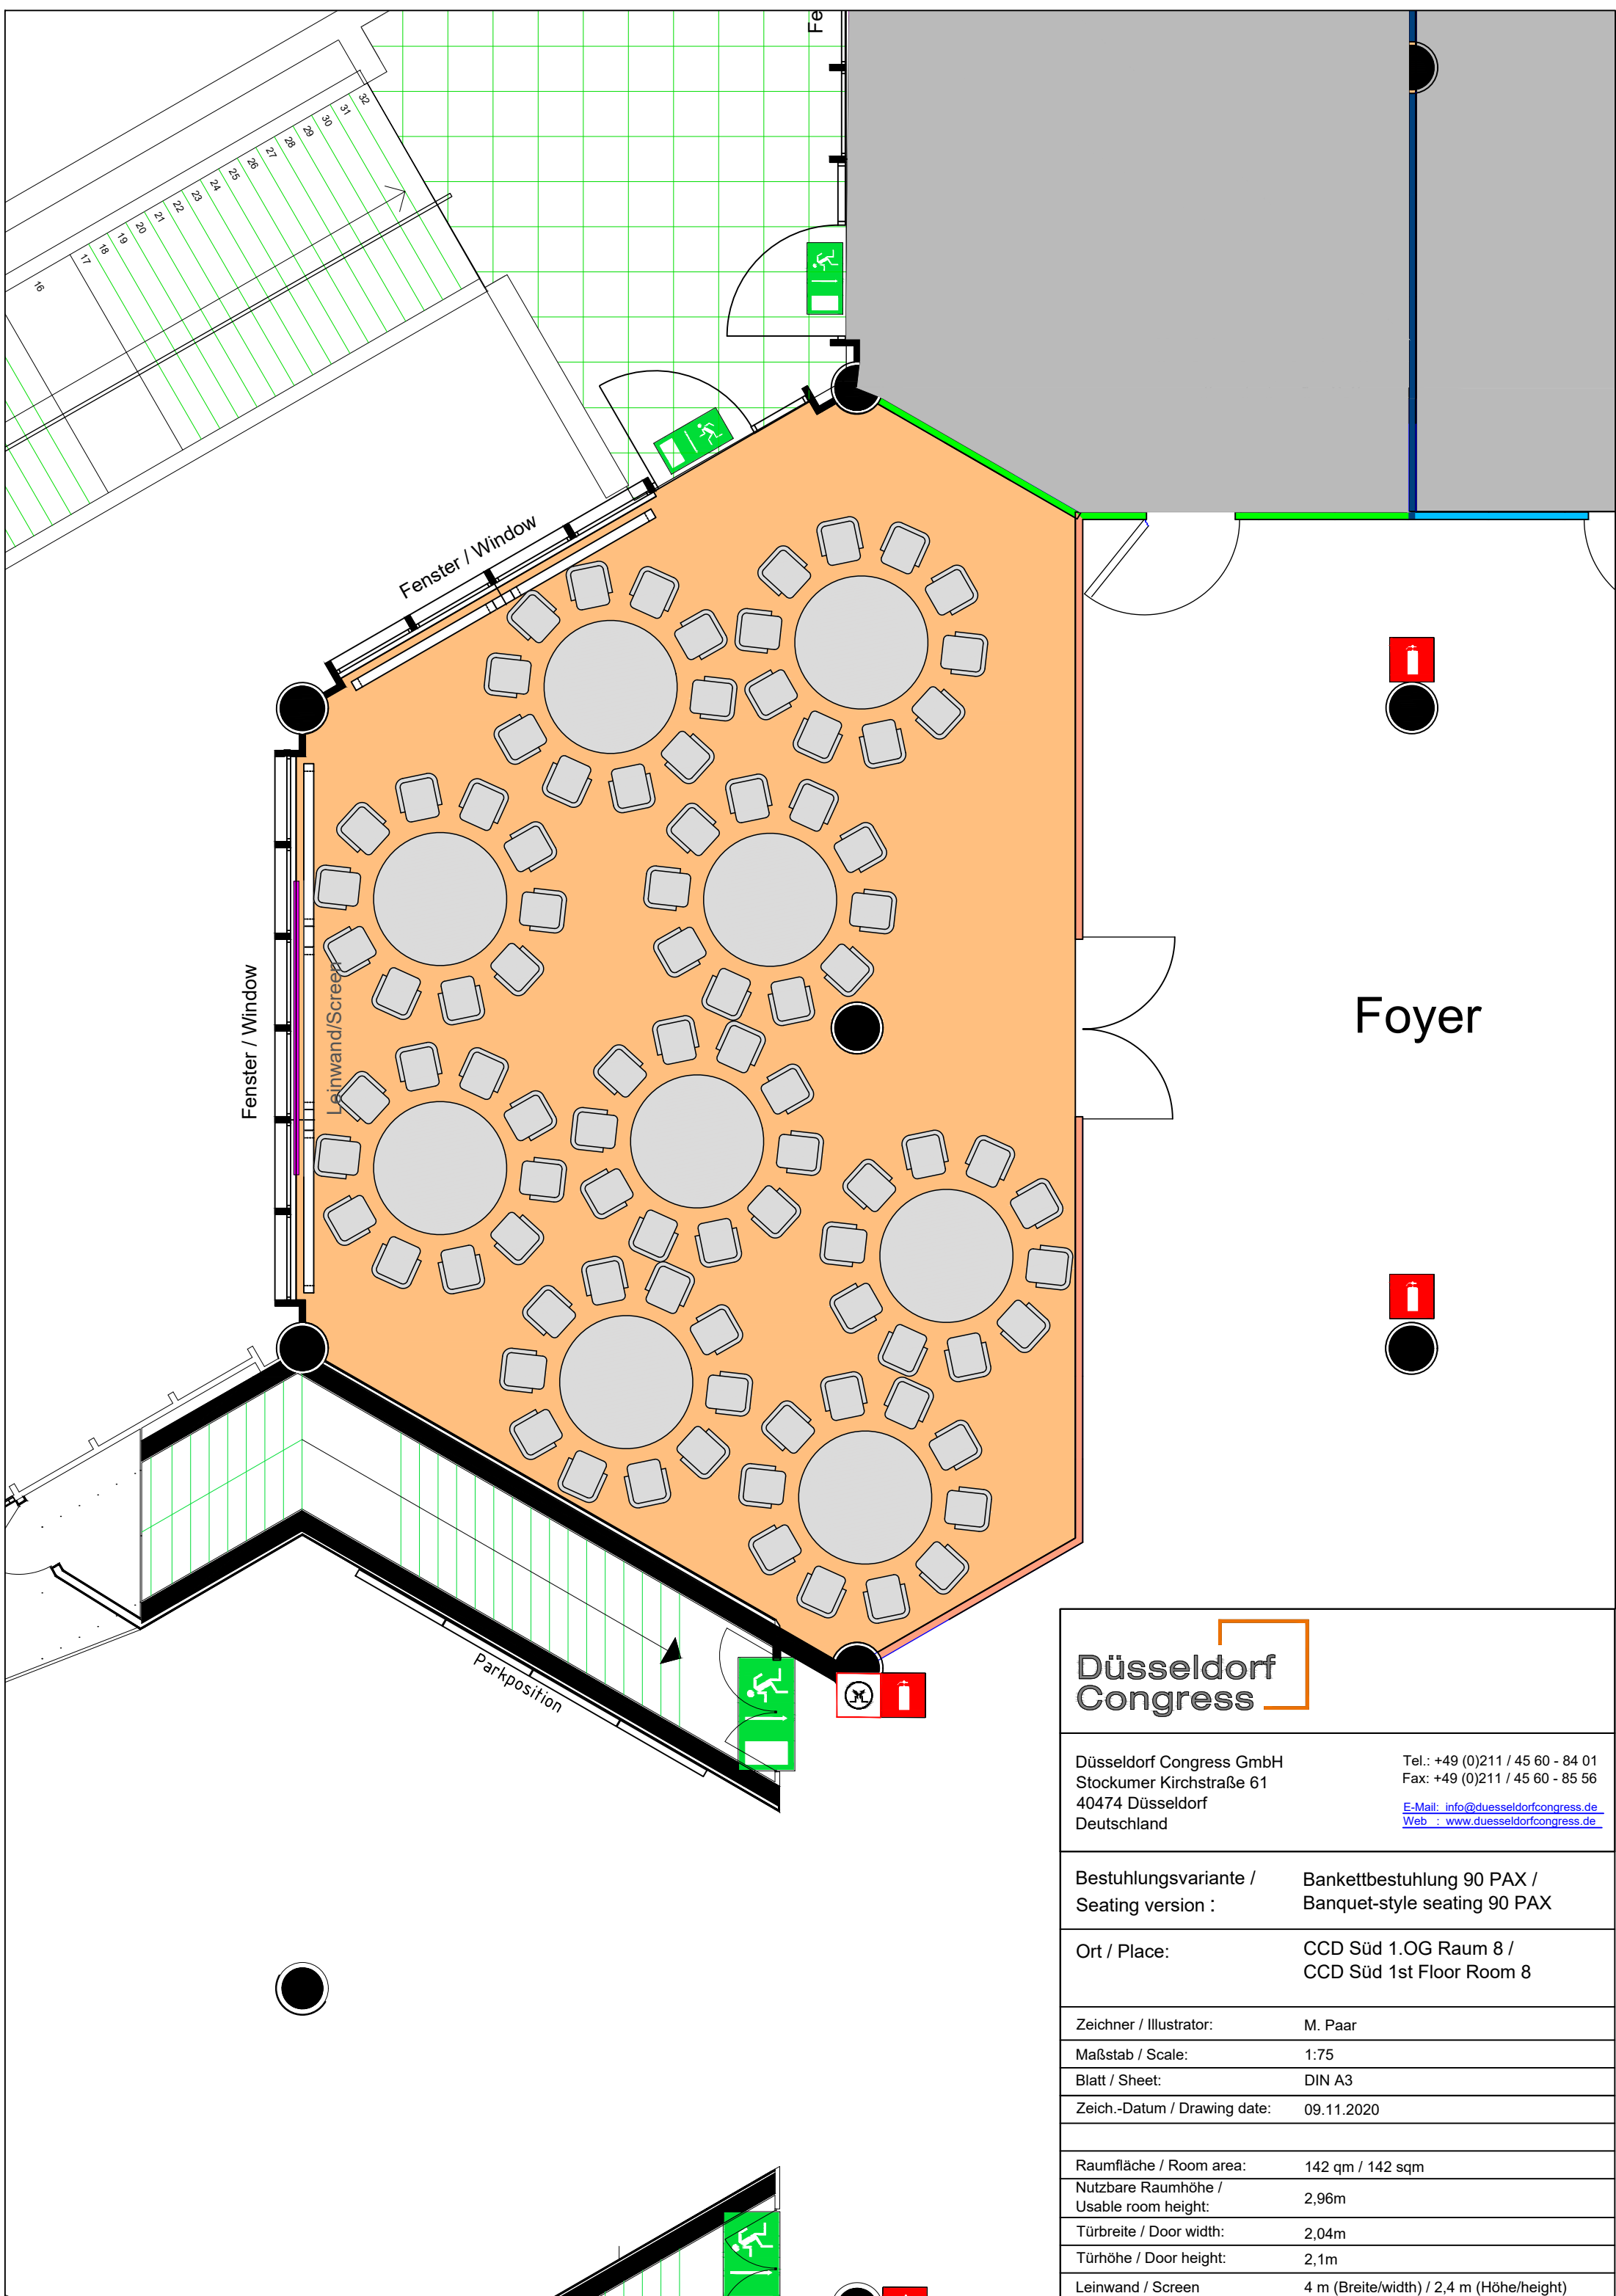 Fe
32
31
30
29
28
27
26
25
24
23
22
21
20
19
18
17
16
Fenster / Window
Fenster / Window
Leinwand/Screen
Foyer
Parkposition
Düsseldorf
Congress
Düsseldorf Congress GmbH
Stockumer Kirchstraße 61
40474 Düsseldorf
Deutschland
Tel.: +49 (0)211 / 45 60 - 84 01
Fax: +49 (0)211 / 45 60 - 85 56
E-Mail: info@duesseldorfcongress.de
Web : www.duesseldorfcongress.de
Bestuhlungsvariante /
Seating version :
Bankettbestuhlung 90 PAX /
Banquet-style seating 90 PAX
Ort / Place:
CCD Süd 1.OG Raum 8 /
CCD Süd 1st Floor Room 8
Zeichner / Illustrator: M. Paar
Maßstab / Scale: 1:75
Blatt / Sheet: DIN A3
Zeich.-Datum / Drawing date: 09.11.2020
Raumfläche / Room area: 142 qm / 142 sqm
Nutzbare Raumhöhe /
Usable room height: 2,96m
Türbreite / Door width: 2,04m
Türhöhe / Door height: 2,1m
Leinwand / Screen 4 m (Breite/width) / 2,4 m (Höhe/height)